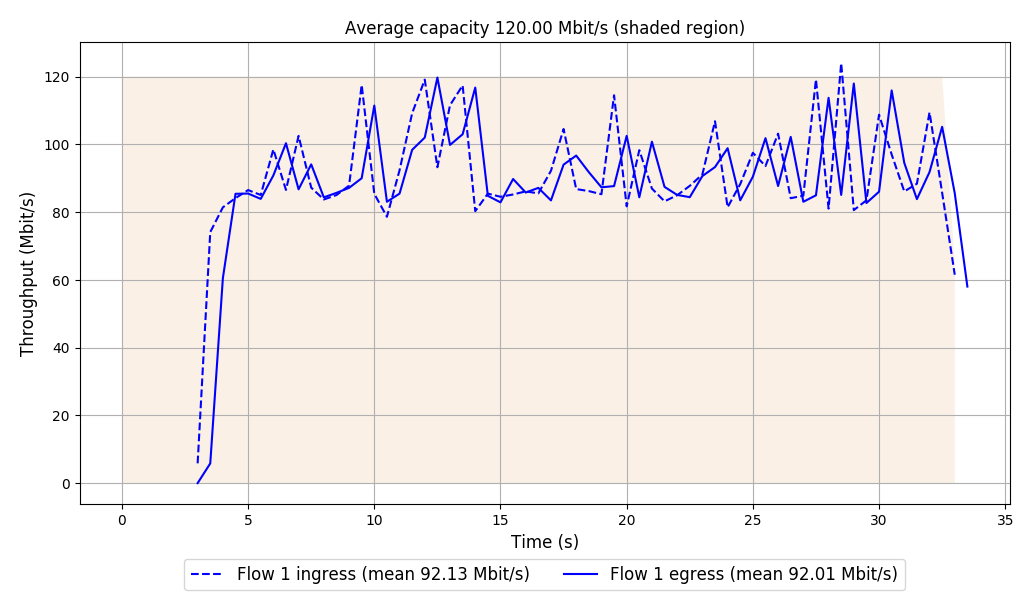 Average capacity 120.00 Mbit/s (shaded region)
Throughput (Mbit/s)
120
100
80
60
40
20
0
0 5 10 15 20 25 30 35
Time (s)
Flow 1 ingress (mean 92.13 Mbit/s) Flow 1 egress (mean 92.01 Mbit/s)